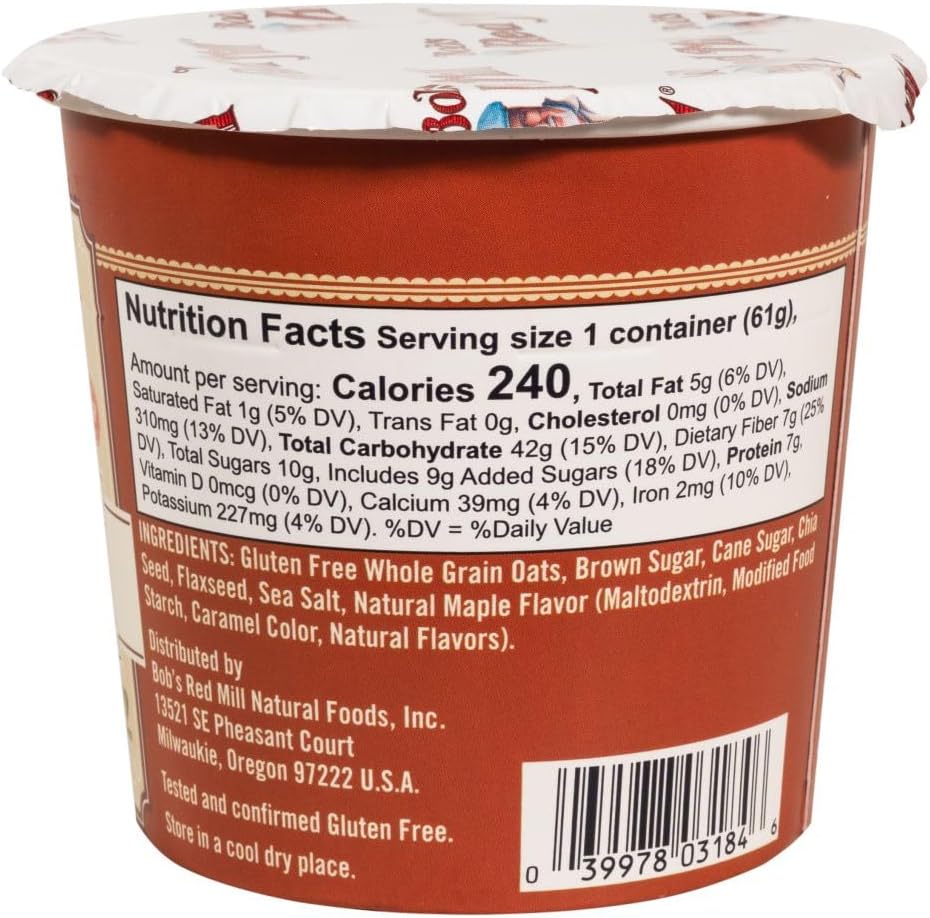 Nutrition Facts Serving size 1 container (61g),
Amount per serving: Calories 240, Total Fat 5g (6% DV),
Saturated Fat 1g (5% DV), Trans Fat 0g, Cholesterol 0mg (0% DV), Sodium
310mg (13% DV), Total Carbohydrate 42g (15% DV), Dietary Fiber 7g (25%
DV), Total Sugars 10g, Includes 9g Added Sugars (18% DV), Protein 7g,
Vitamin D 0mcg (0% DV), Calcium 39mg (4% DV), Iron 2mg (10% DV),
Potassium 227mg (4% DV). %DV = %Daily Value
INGREDIENTS: Gluten Free Whole Grain Oats, Brown Sugar, Cane Sugar, Chia
Seed, Flaxseed, Sea Salt, Natural Maple Flavor (Maltodextrin, Modified Food
Starch, Caramel Color, Natural Flavors).
Distributed by
Bob's Red Mill Natural Foods, Inc.
13521 SE Pheasant Court
Milwaukie, Oregon 97222 U.S.A.
Tested and confirmed Gluten Free.
Store in a cool dry place.
0 39978 03184 6